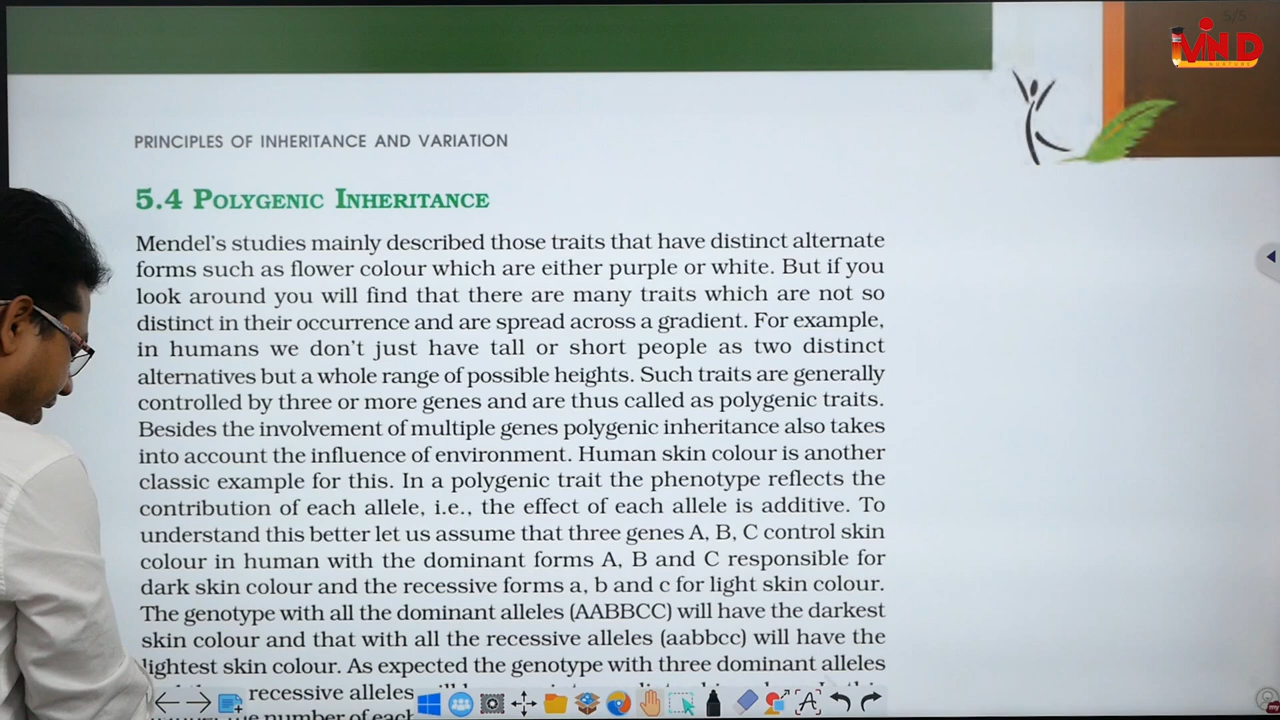 5/5
MIND
NURTURE
PRINCIPLES OF INHERITANCE AND VARIATION
5.4 POLYGENIC INHERITANCE
Mendel's studies mainly described those traits that have distinct alternate
forms such as flower colour which are either purple or white. But if you
look around you will find that there are many traits which are not so
distinct in their occurrence and are spread across a gradient. For example,
in humans we don't just have tall or short people as two distinct
alternatives but a whole range of possible heights. Such traits are generally
controlled by three or more genes and are thus called as polygenic traits.
Besides the involvement of multiple genes polygenic inheritance also takes
into account the influence of environment. Human skin colour is another
classic example for this. In a polygenic trait the phenotype reflects the
contribution of each allele, i.e., the effect of each allele is additive. To
understand this better let us assume that three genes A, B, C control skin
colour in human with the dominant forms A, B and C responsible for
dark skin colour and the recessive forms a, b and c for light skin colour.
The genotype with all the dominant alleles (AABBCC) will have the darkest
skin colour and that with all the recessive alleles (aabbcc) will have the
lightest skin colour. As expected the genotype with three dominant alleles
recessive alleles
number of each